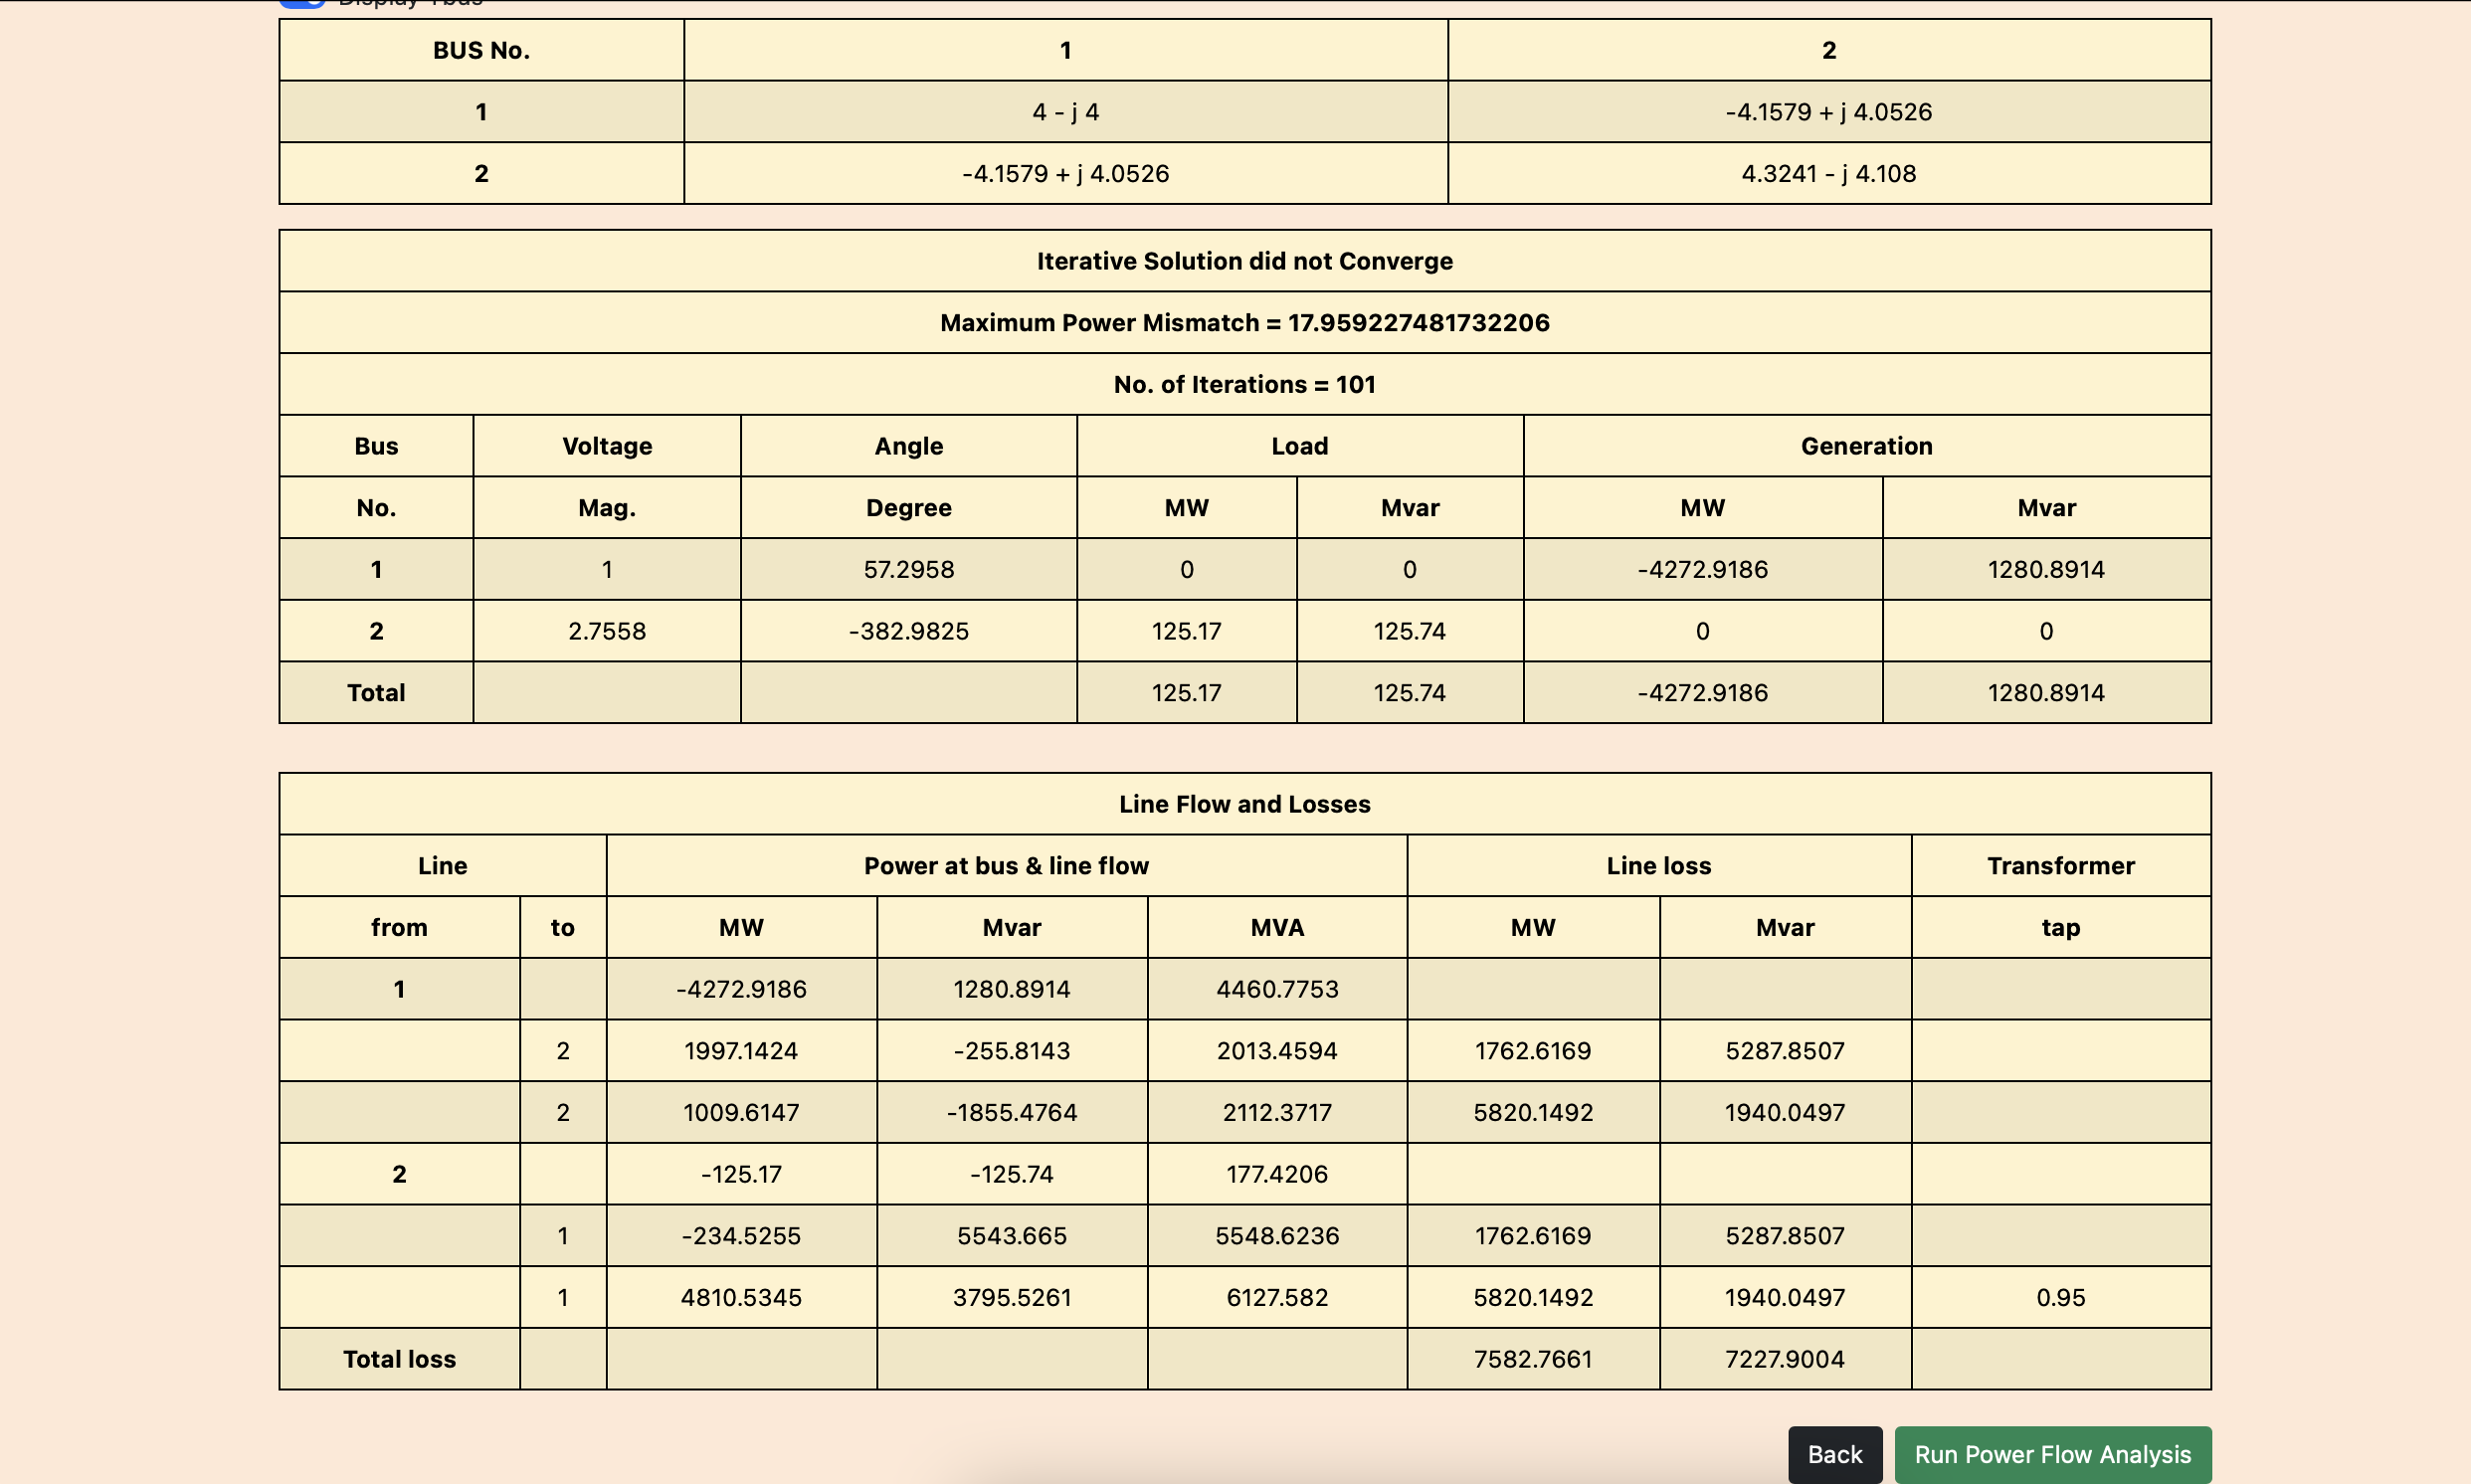 Display Ybus
BUS No. 1 2
1 4 - j 4 -4.1579 + j 4.0526
2 -4.1579 + j 4.0526 4.3241 - j 4.108
Iterative Solution did not Converge
Maximum Power Mismatch = 17.959227481732206
No. of Iterations = 101
Bus Voltage Angle Load Generation
No. Mag. Degree MW Mvar MW Mvar
1 1 57.2958 0 0 -4272.9186 1280.8914
2 2.7558 -382.9825 125.17 125.74 0 0
Total 125.17 125.74 -4272.9186 1280.8914
Line Flow and Losses
Line Power at bus & line flow Line loss Transformer
from to MW Mvar MVA MW Mvar tap
1 -4272.9186 1280.8914 4460.7753
2 1997.1424 -255.8143 2013.4594 1762.6169 5287.8507
2 1009.6147 -1855.4764 2112.3717 5820.1492 1940.0497
2 -125.17 -125.74 177.4206
1 -234.5255 5543.665 5548.6236 1762.6169 5287.8507
1 4810.5345 3795.5261 6127.582 5820.1492 1940.0497 0.95
Total loss 7582.7661 7227.9004
Back Run Power Flow Analysis